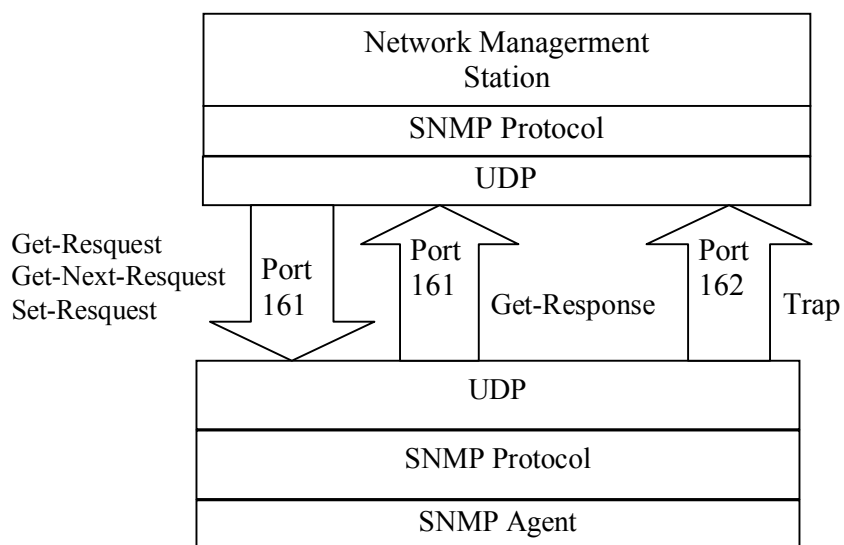 Network Managerment
Station
SNMP Protocol
UDP
Get-Resquest
Get-Next-Resquest
Set-Resquest
Port
161
Port
161
Get-Response
Port
162
Trap
UDP
SNMP Protocol
SNMP Agent